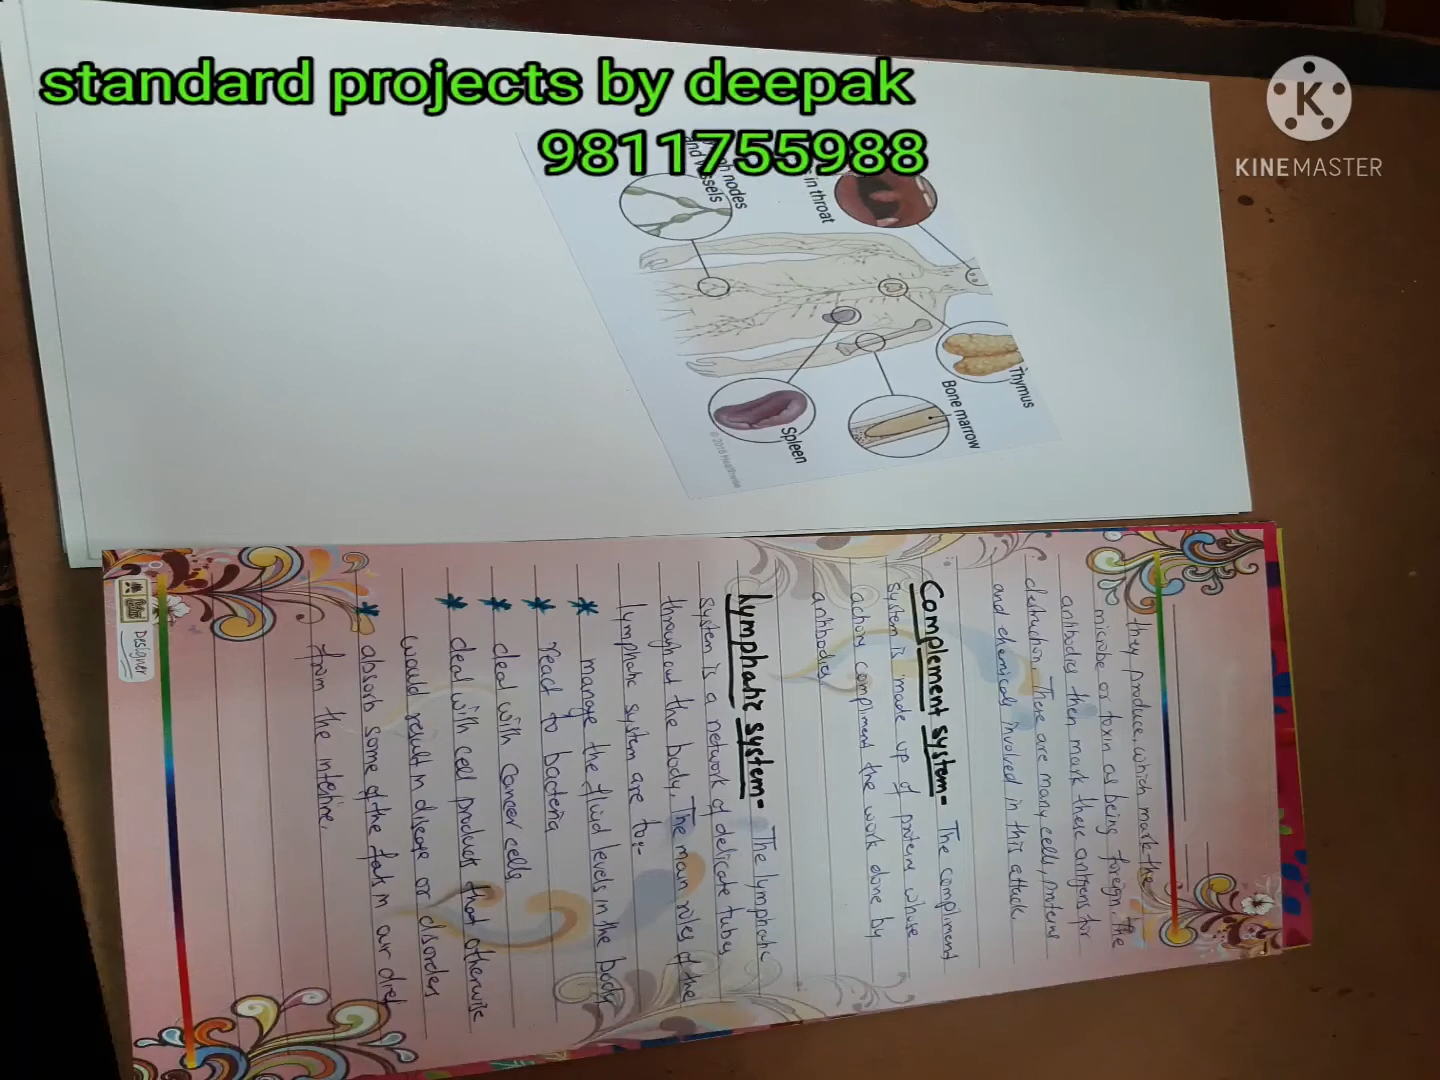 standard projects by deepak
9811755988
KINEMASTER
nodes
and vessels
in throat
Thymus
Bone marrow
Spleen
© 2016 Healthwise
they produce, which mark the
microbe or toxin as being foreign. The
antibodies then mark these antigens for
destruction. There are many cells, proteins
and chemicals involved in this attack.
Complement system- The compliment
system is made up of proteins whose
actions compliment the work done by
antibodies
Lymphatic system- The lymphatic
system is a network of delicate tubes
throughout the body. The main roles of the
lymphatic system are to:-
* manage the fluid levels in the body
* react to bacteria
* deal with cancer cells
* deal with cell products that otherwise
would result in disease or disorders
* absorb some of the fats in our diet
from the intestine.
Designer